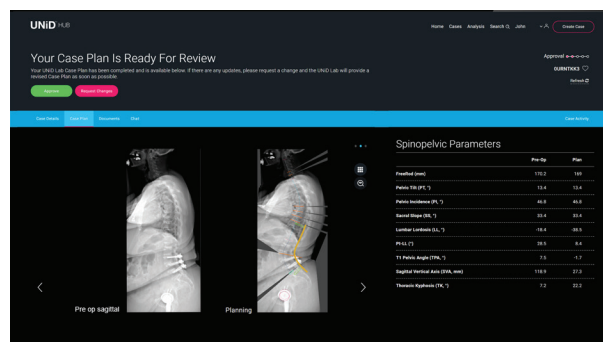 UNiD HUB
Home Cases Analysis Search John Create Case
Your Case Plan Is Ready For Review
Your UNiD Lab Case Plan has been completed and is available below. If there are any updates, please request a change and the UNiD Lab will provide a
revised Case Plan as soon as possible
Approval
DURNTKK3
Refresh
Approve Request Changes
Case Details Case Plan Documents Chat Case Activity
Spinopelvic Parameters
Pre-Op Plan
FreeRod (mm) 170.2 169
Pelvic Tilt (PT, °) 13.4 13.4
Pelvic Incidence (PI, °) 46.8 46.8
Sacral Slope (SS, °) 33.4 33.4
Lumbar Lordosis (LL, °) -18.4 -38.5
PI-LL (°) 28.5 8.4
T1 Pelvic Angle (TPA, °) 7.5 -1.7
Sagittal Vertical Axis (SVA, mm) 118.9 27.3
Thoracic Kyphosis (TK, °) 7.2 22.2
Pre op sagittal
Planning